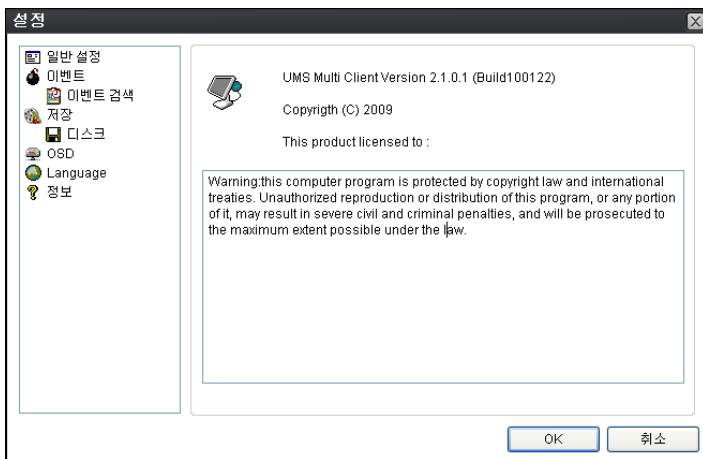 설정
일반 설정
이벤트
이벤트 검색
저장
디스크
OSD
Language
정보
UMS Multi Client Version 2.1.0.1 (Build100122)
Copyrigth (C) 2009
This product licensed to :
Warning:this computer program is protected by copyright law and international
treaties. Unauthorized reproduction or distribution of this program, or any portion
of it, may result in severe civil and criminal penalties, and will be prosecuted to
the maximum extent possible under the law.
OK
취소